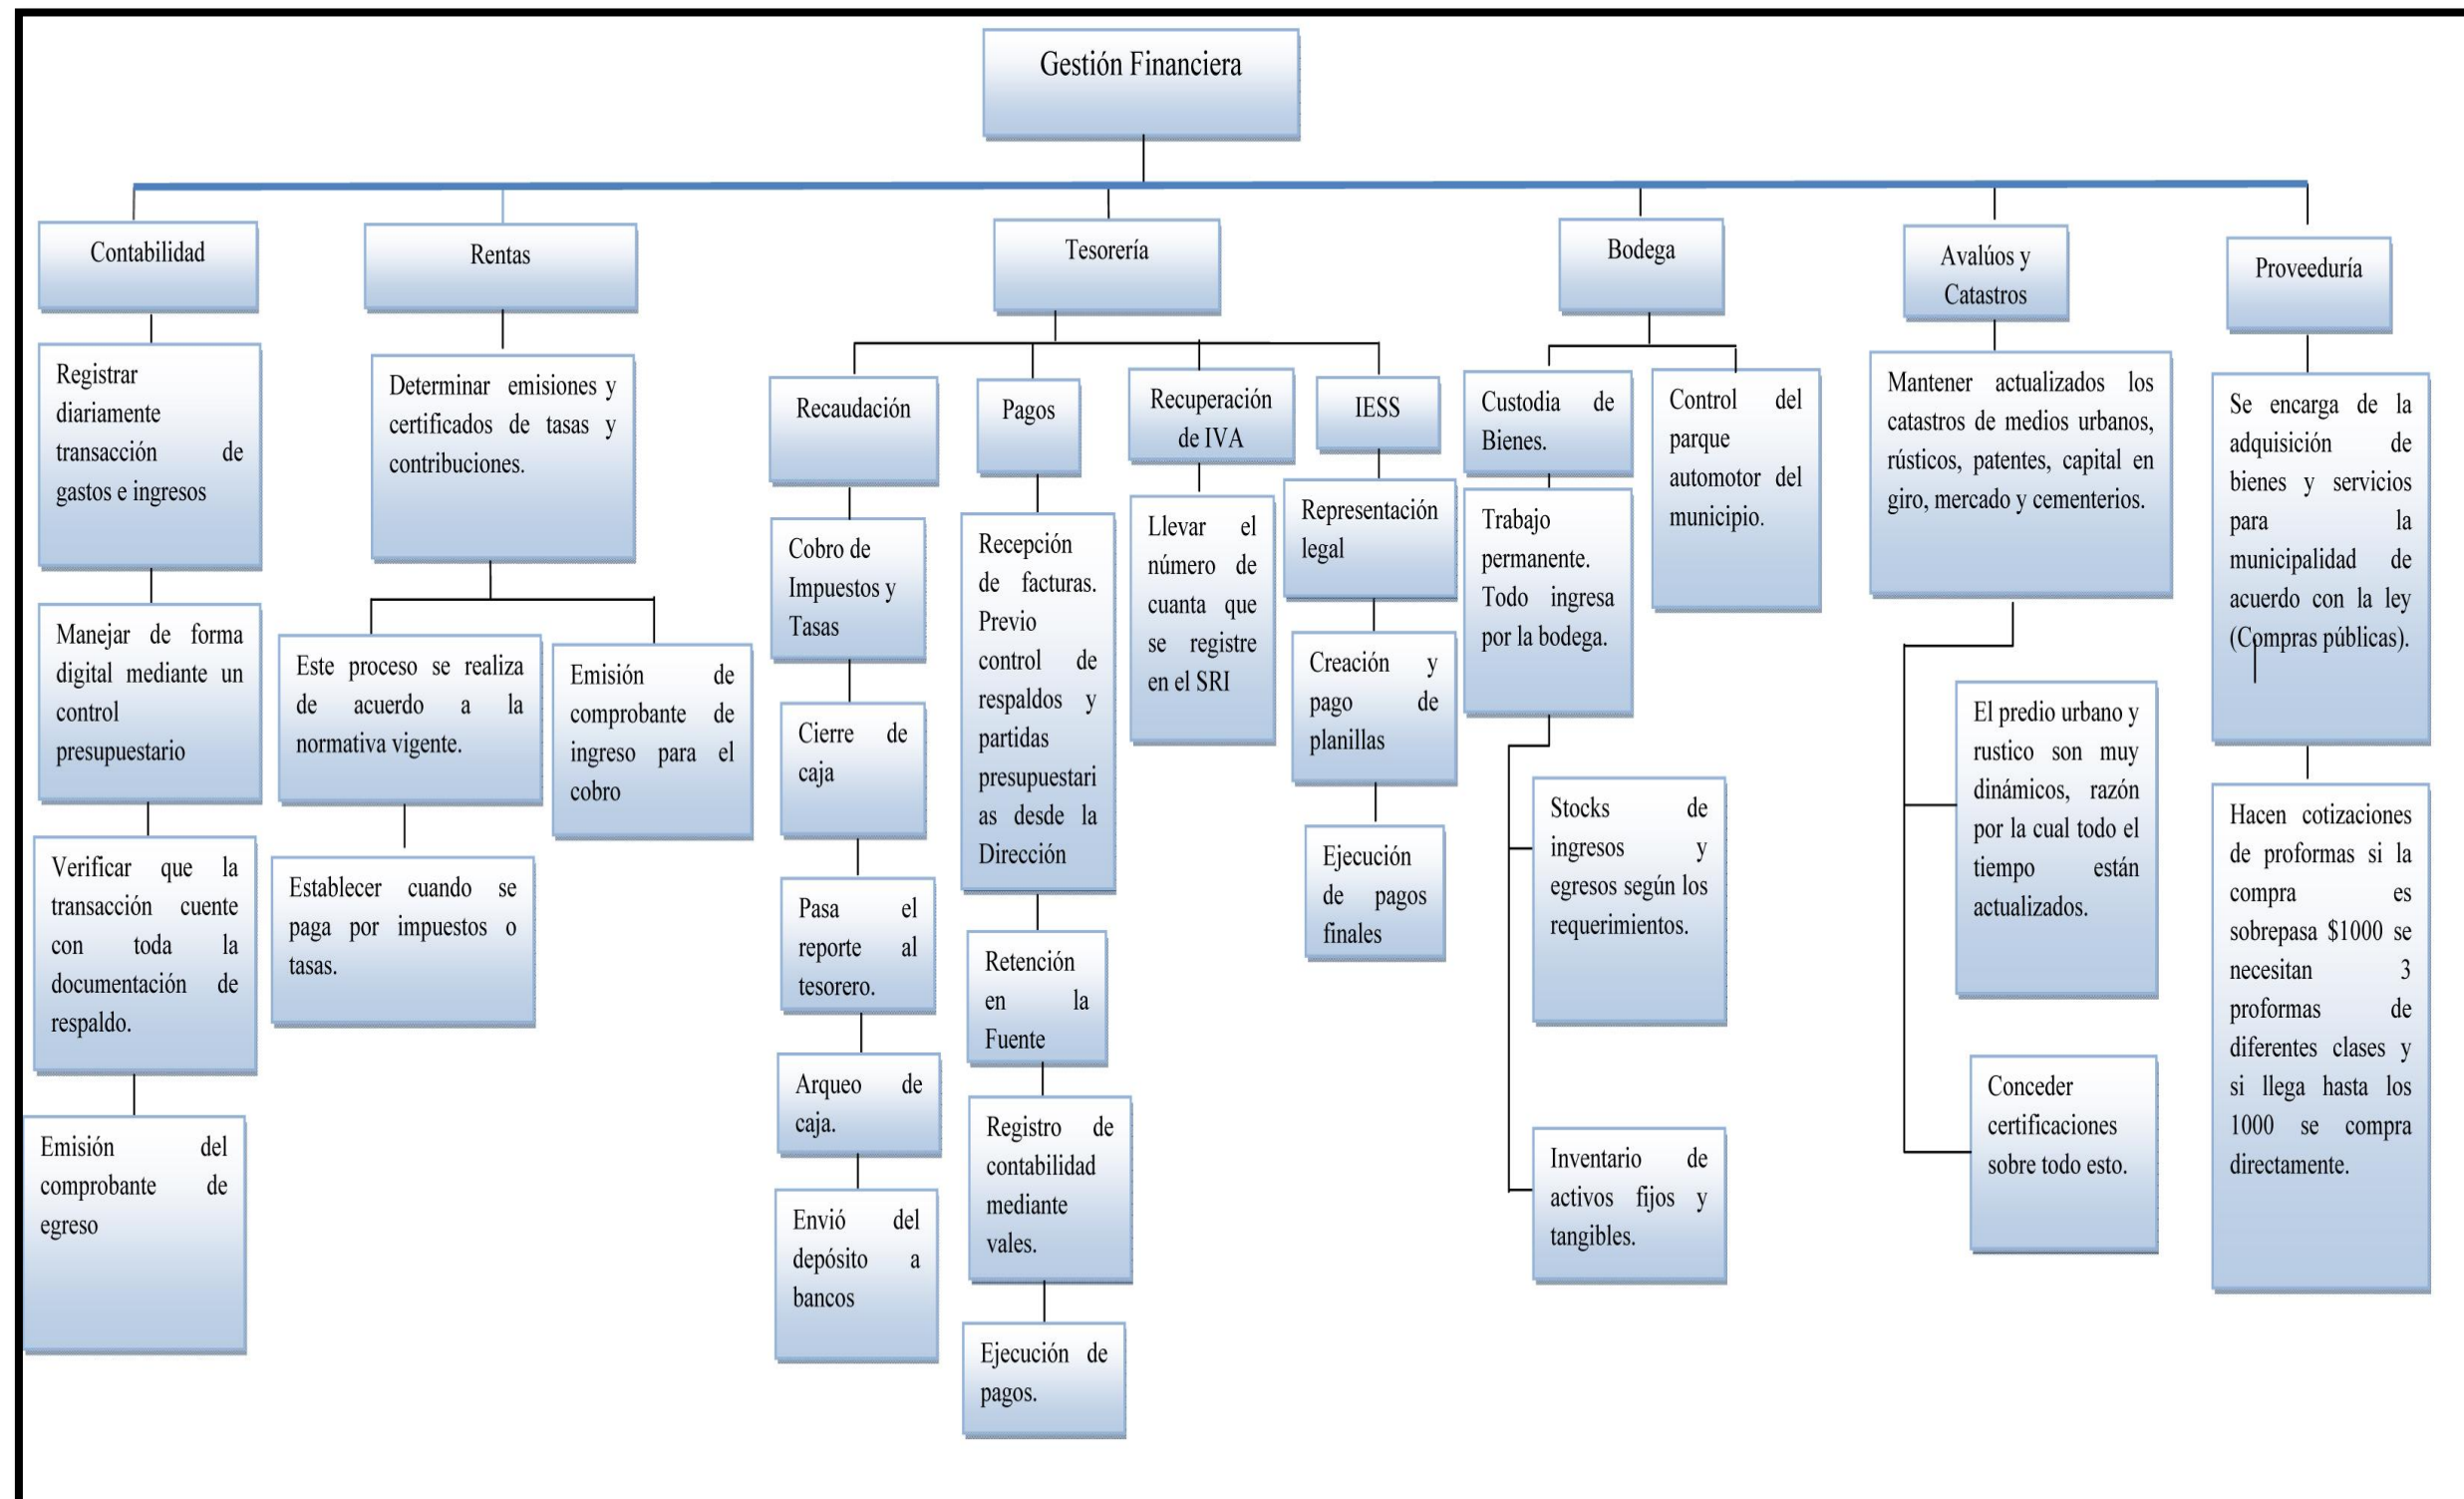 Gestión Financiera
Contabilidad
Registrar
diariamente
transacción de
gastos e ingresos
Manejar de forma
digital mediante un
control
presupuestario
Verificar que la
transacción cuente
con toda la
documentación de
respaldo.
Emisión del
comprobante de
egreso
Rentas
Determinar emisiones y
certificados de tasas y
contribuciones.
Este proceso se realiza
de acuerdo a la
normativa vigente.
Establecer cuando se
paga por impuestos o
tasas.
Emisión de
comprobante de
ingreso para el
cobro
Tesorería
Recaudación
Cobro de
Impuestos y
Tasas
Cierre de
caja
Pasa el
reporte al
tesorero.
Arqueo de
caja.
Envió del
depósito a
bancos
Pagos
Recepción
de facturas.
Previo
control de
respaldos y
partidas
presupuestari
as desde la
Dirección
Retención
en la
Fuente
Registro de
contabilidad
mediante
vales.
Ejecución de
pagos.
Recuperación
de IVA
Llevar el
número de
cuanta que
se registre
en el SRI
IESS
Representación
legal
Creación y
pago de
planillas
Ejecución
de pagos
finales
Bodega
Custodia de
Bienes.
Trabajo
permanente.
Todo ingresa
por la bodega.
Stocks de
ingresos y
egresos según los
requerimientos.
Inventario de
activos fijos y
tangibles.
Control del
parque
automotor del
municipio.
Avalúos y
Catastros
Mantener actualizados los
catastros de medios urbanos,
rústicos, patentes, capital en
giro, mercado y cementerios.
El predio urbano y
rustico son muy
dinámicos, razón
por la cual todo el
tiempo están
actualizados.
Conceder
certificaciones
sobre todo esto.
Proveeduría
Se encarga de la
adquisición de
bienes y servicios
para la
municipalidad de
acuerdo con la ley
(Compras públicas).
Hacen cotizaciones
de proformas si la
compra es
sobrepasa $1000 se
necesitan 3
proformas de
diferentes clases y
si llega hasta los
1000 se compra
directamente.